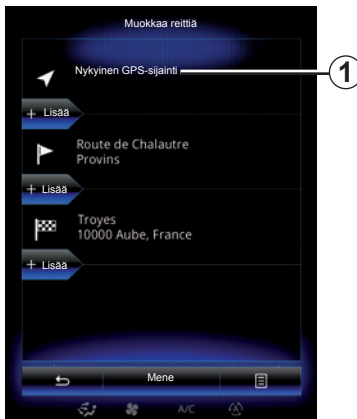 Muokkaa reittiä
Nykyinen GPS-sijainti
1
+ Lisää
Route de Chalautre
Provins
+ Lisää
Troyes
10000 Aube, France
+ Lisää
Mene
A/C
A